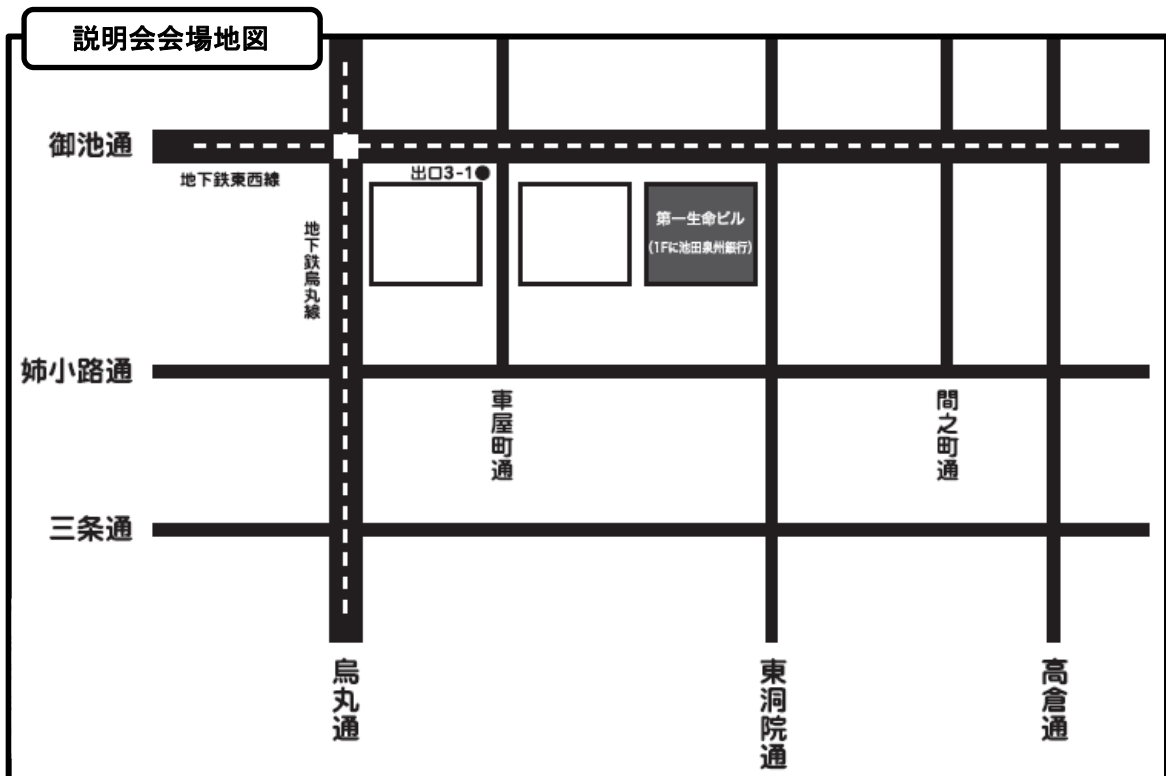 説明会会場地図
御池通
地下鉄東西線
出口3-1●
第一生命ビル
(1Fに池田泉州銀行)
地下鉄烏丸線
姉小路通
車屋町通
間之町通
三条通
烏丸通
東洞院通
高倉通